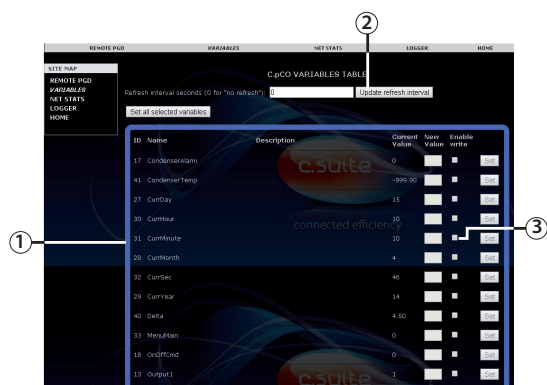 2
REMOTE PGD VARIABLES NET STATS LOGGER HOME
SITE MAP
REMOTE PGD
VARIABLES
NET STATS
LOGGER
HOME
C.pCO VARIABLES TABLE
Refresh interval seconds (0 for "no refresh"): 0 Update refresh interval
Set all selected variables
ID Name Description Current Value New Value Enable write
17 CondenserAlarm 0 Set
c.suite
41 CondenserTemp -999.90 Set
27 CurrDay 15 Set
30 CurrHour 10 Set
connected efficiency
1
31 CurrMinute 10 Set
3
28 CurrMonth 4 Set
32 CurrSec 46 Set
29 CurrYear 14 Set
40 Delta 4.50 Set
33 MenuMain 0 Set
18 OnOffCmd 0 Set
13 Output1 1 Set
c.suite